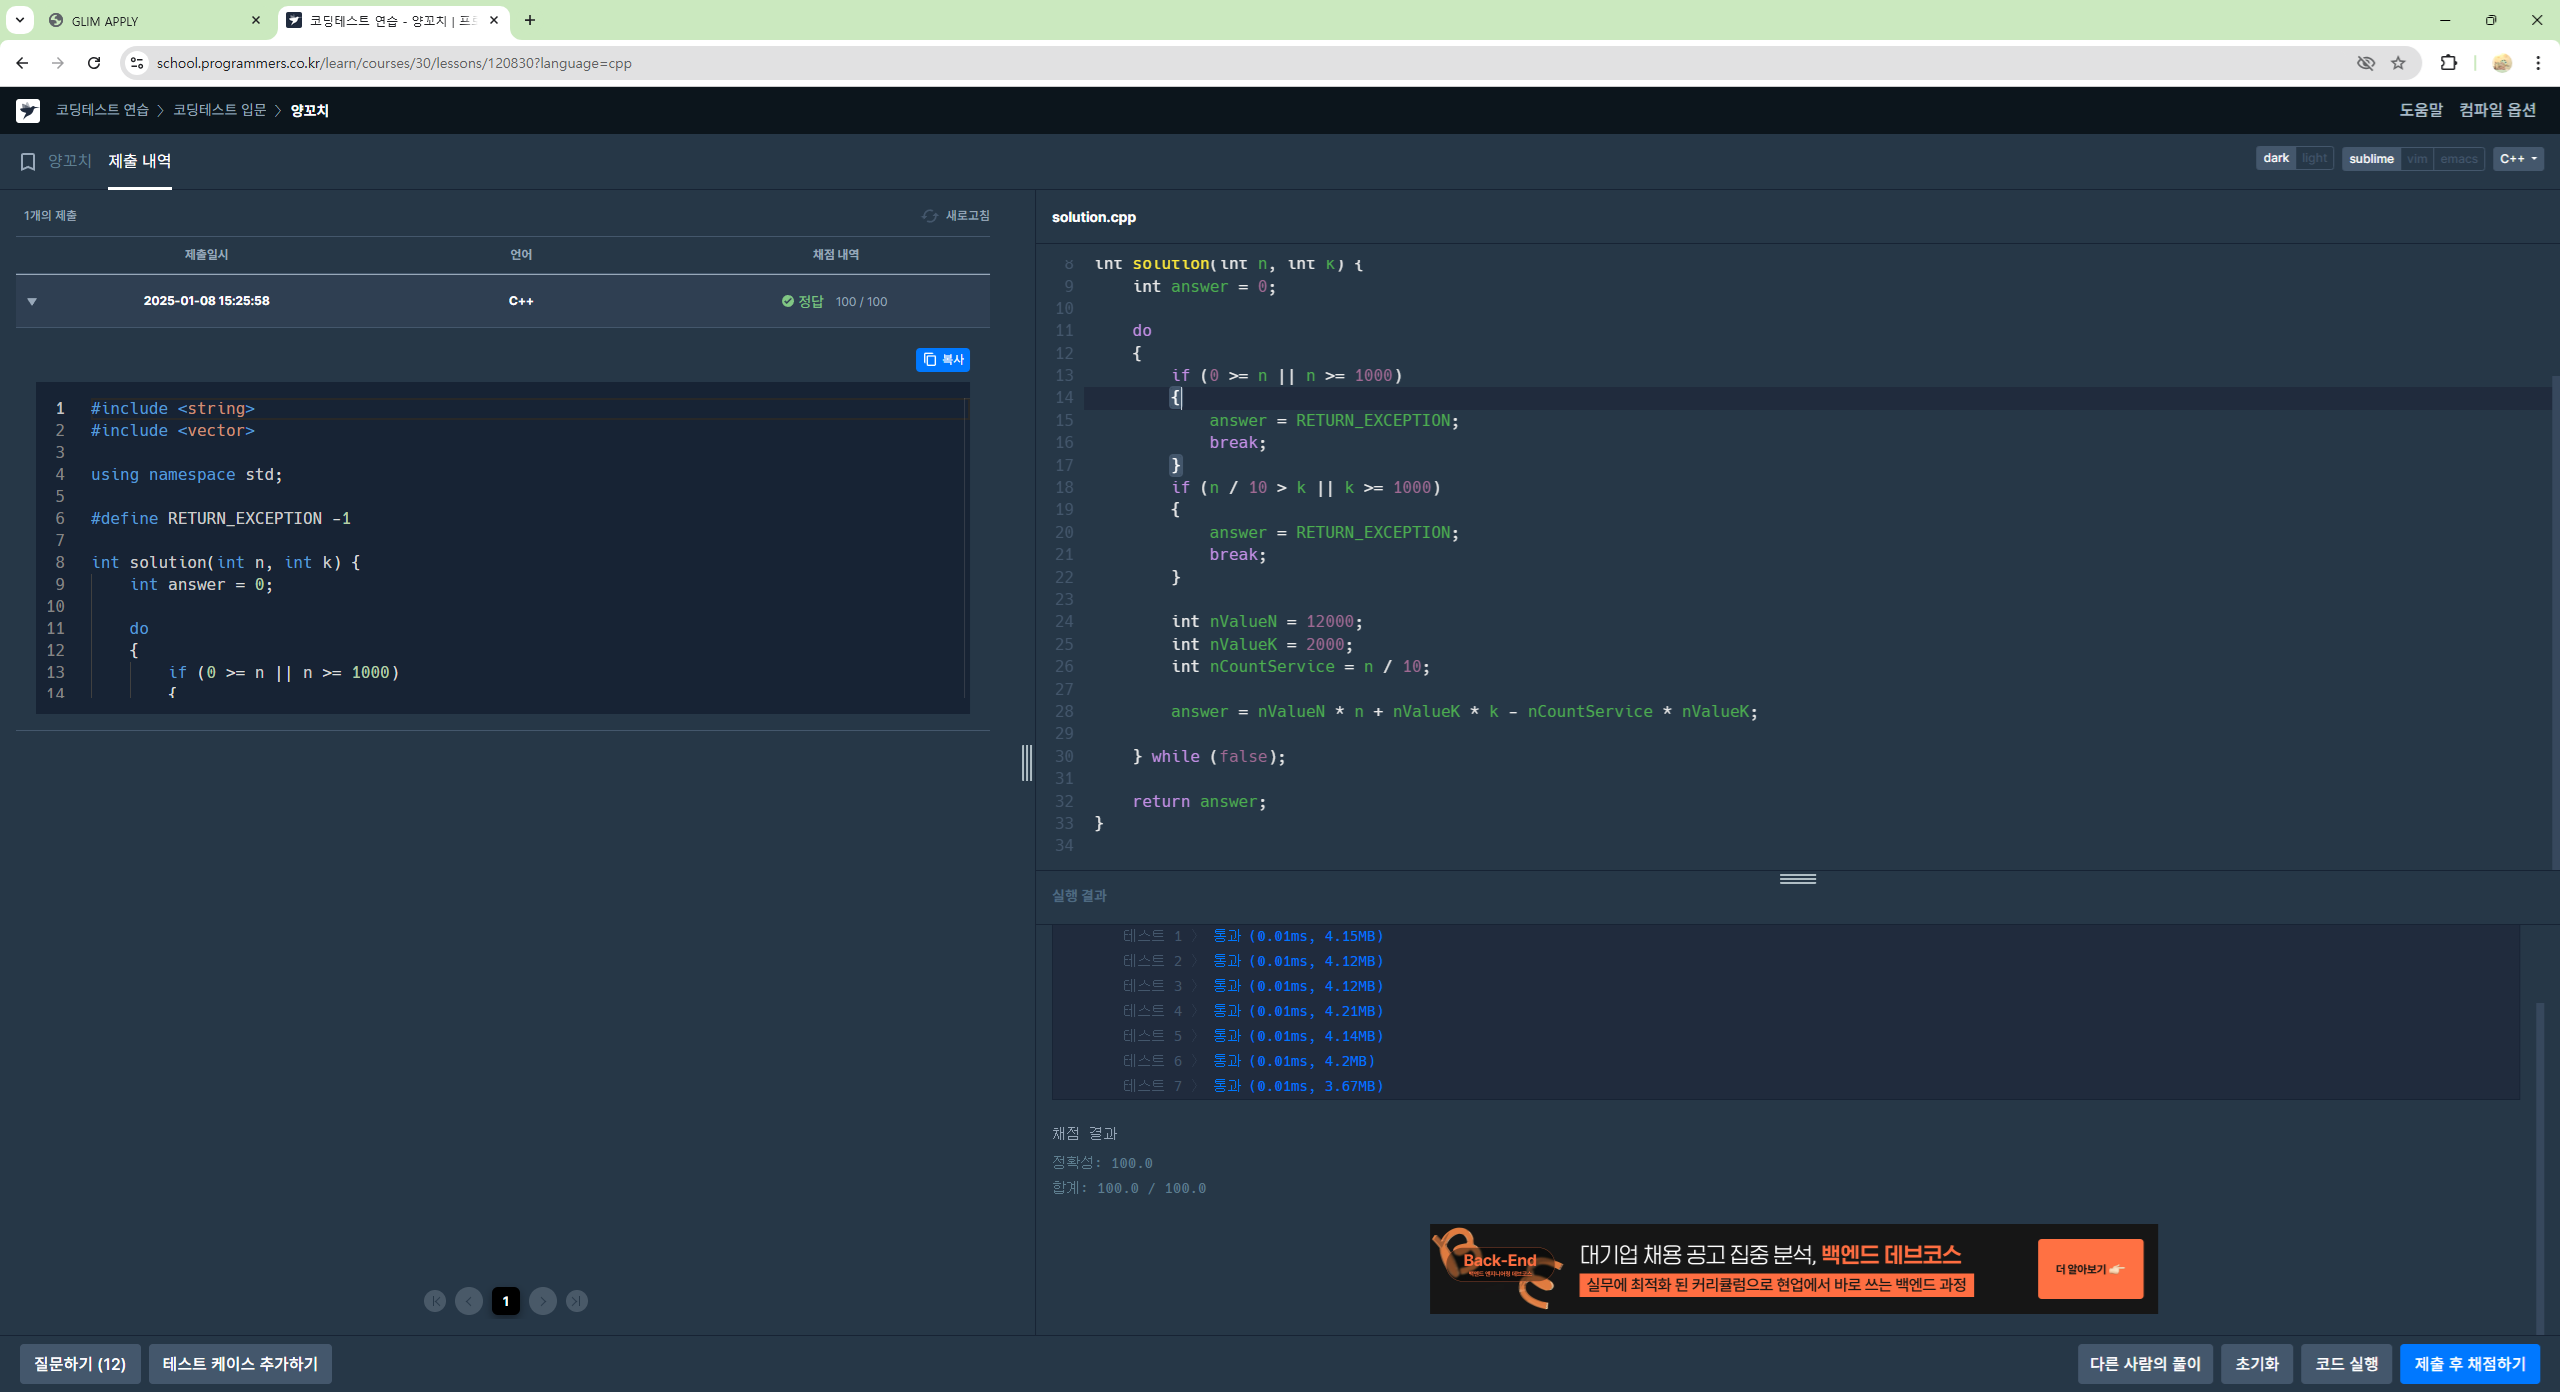 GLIM APPLY
코딩테스트 연습 - 양꼬치 | 프
school.programmers.co.kr/learn/courses/30/lessons/120830?language=cpp
코딩테스트 연습 > 코딩테스트 입문 > 양꼬치
도움말 컴파일 옵션
양꼬치 제출 내역
dark light sublime vim emacs C++
1개의 제출
새로고침
제출일시 언어 채점 내역
2025-01-08 15:25:58 C++ 정답 100 / 100
복사
1 #include <string>
2 #include <vector>
3
4 using namespace std;
5
6 #define RETURN_EXCEPTION -1
7
8 int solution(int n, int k) {
9 int answer = 0;
10
11 do
12 {
13 if (0 >= n || n >= 1000)
14 {
1
solution.cpp
8 int solution(int n, int k) {
9 int answer = 0;
10
11 do
12 {
13 if (0 >= n || n >= 1000)
14 {
15 answer = RETURN_EXCEPTION;
16 break;
17 }
18 if (n / 10 > k || k >= 1000)
19 {
20 answer = RETURN_EXCEPTION;
21 break;
22 }
23
24 int nValueN = 12000;
25 int nValueK = 2000;
26 int nCountService = n / 10;
27
28 answer = nValueN * n + nValueK * k - nCountService * nValueK;
29
30 } while (false);
31
32 return answer;
33 }
34
실행 결과
테스트 1 > 통과 (0.01ms, 4.15MB)
테스트 2 > 통과 (0.01ms, 4.12MB)
테스트 3 > 통과 (0.01ms, 4.12MB)
테스트 4 > 통과 (0.01ms, 4.21MB)
테스트 5 > 통과 (0.01ms, 4.14MB)
테스트 6 > 통과 (0.01ms, 4.2MB)
테스트 7 > 통과 (0.01ms, 3.67MB)
채점 결과
정확성: 100.0
합계: 100.0 / 100.0
Back-End
대기업 채용 공고 집중 분석, 백엔드 데브코스
실무에 최적화 된 커리큘럼으로 현업에서 바로 쓰는 백엔드 과정
더 알아보기
질문하기 (12) 테스트 케이스 추가하기
다른 사람의 풀이 초기화 코드 실행 제출 후 채점하기